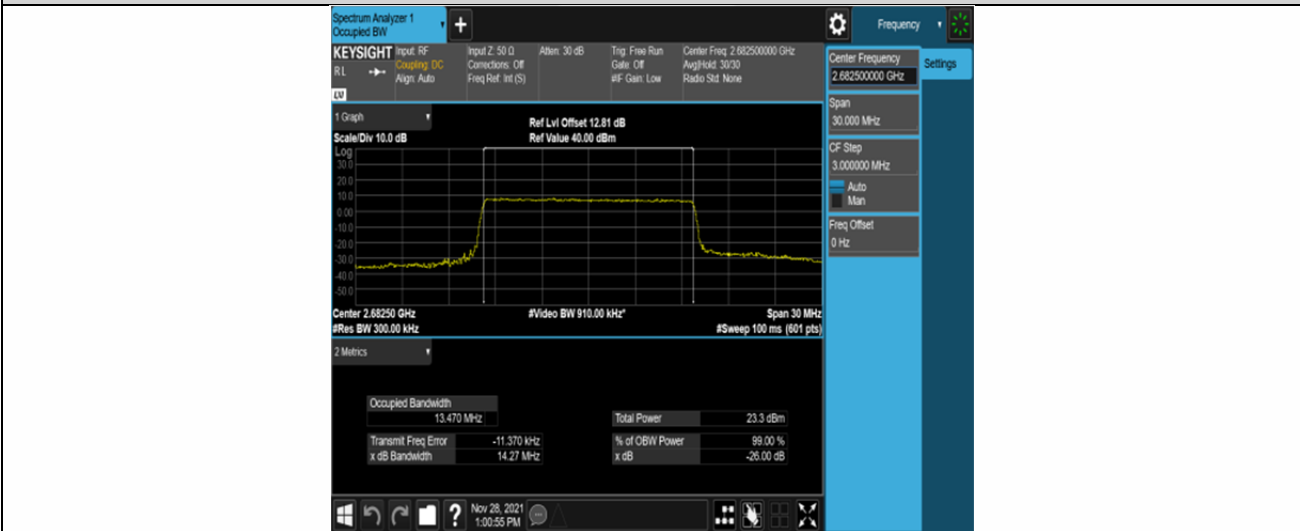 Spectrum Analyzer 1
Occupied BW
+
Frequency
KEYSIGHT
RL
LXI
Input: RF
Coupling: DC
Align: Auto
Input Z: 50 Ω
Corrections: Off
Freq Ref: Int (S)
Atten: 30 dB
Trig: Free Run
Gate: Off
#IF Gain: Low
Center Freq: 2.682500000 GHz
Avg|Hold: 30/30
Radio Std: None
Center Frequency
2.682500000 GHz
Settings
Span
30.000 MHz
CF Step
3.000000 MHz
Auto
Man
Freq Offset
0 Hz
1 Graph
Ref Lvl Offset 12.81 dB
Scale/Div 10.0 dB
Ref Value 40.00 dBm
Log
30.0
20.0
10.0
0.00
-10.0
-20.0
-30.0
-40.0
-50.0
Center 2.68250 GHz
#Video BW 910.00 kHz*
Span 30 MHz
#Res BW 300.00 kHz
#Sweep 100 ms (601 pts)
2 Metrics
Occupied Bandwidth
13.470 MHz
Total Power 23.3 dBm
Transmit Freq Error -11.370 kHz
% of OBW Power 99.00 %
x dB Bandwidth 14.27 MHz
x dB -26.00 dB
?
Nov 28, 2021
1:00:55 PM